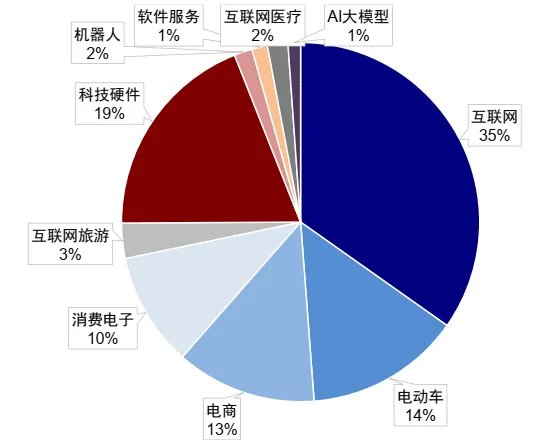 软件服务
1%
互联网医疗
2%
AI大模型
1%
机器人
2%
科技硬件
19%
互联网
35%
互联网旅游
3%
消费电子
10%
电商
13%
电动车
14%